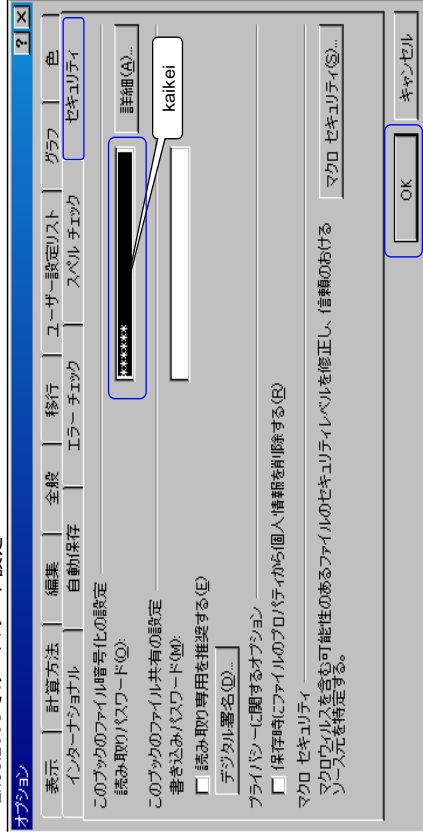 オプション
? ×
表示 計算方法 編集 全般 移行 ユーザー設定リスト グラフ 色
インターナショナル 自動保存 エラー チェック スペル チェック セキュリティ
このブックのファイル暗号化の設定
読み取りパスワード(O): ****** 詳細(A)...
kaikei
このブックのファイル共有の設定
書き込みパスワード(M):
読み取り専用を推奨する(E)
デジタル署名(D)...
プライバシーに関するオプション
保存時にファイルのプロパティから個人情報を削除する(R)
マクロ セキュリティ
マクロウィルスを含む可能性のあるファイルのセキュリティレベルを修正し、信頼のおける
ソース元を特定する。
マクロ セキュリティ(S)...
OK キャンセル